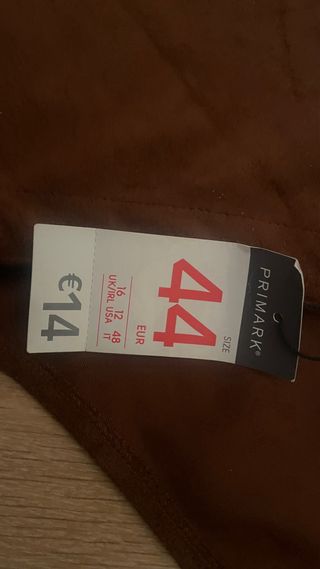 PRIMARK®
SIZE
44
EUR
16 12 48
UK/IRL USA IT
€14